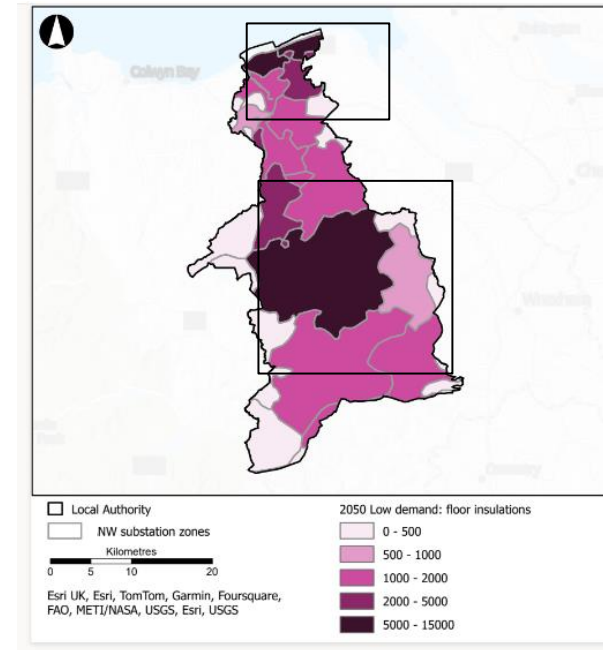 Colwyn Bay
Wrexham
Oswestry
Local Authority
NW substation zones
Kilometres
0 5 10 20
Esri UK, Esri, TomTom, Garmin, Foursquare,
FAO, METI/NASA, USGS, Esri, USGS
2050 Low demand: floor insulations
0 - 500
500 - 1000
1000 - 2000
2000 - 5000
5000 - 15000